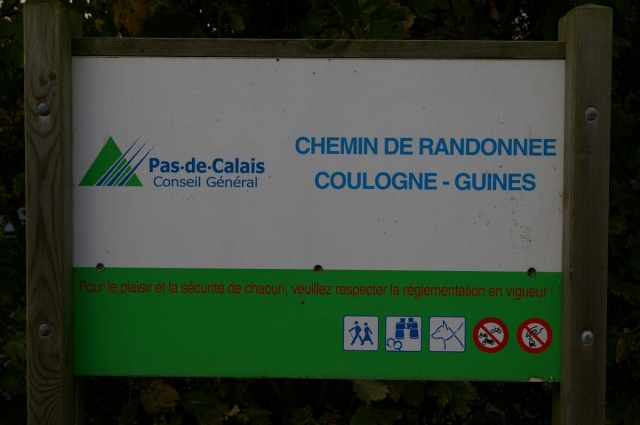 Pas-de-Calais
Conseil Général
CHEMIN DE RANDONNEE
COULOGNE - GUINES
Pour le plaisir et la sécurité de chacun, veuillez respecter la réglementation en vigueur :